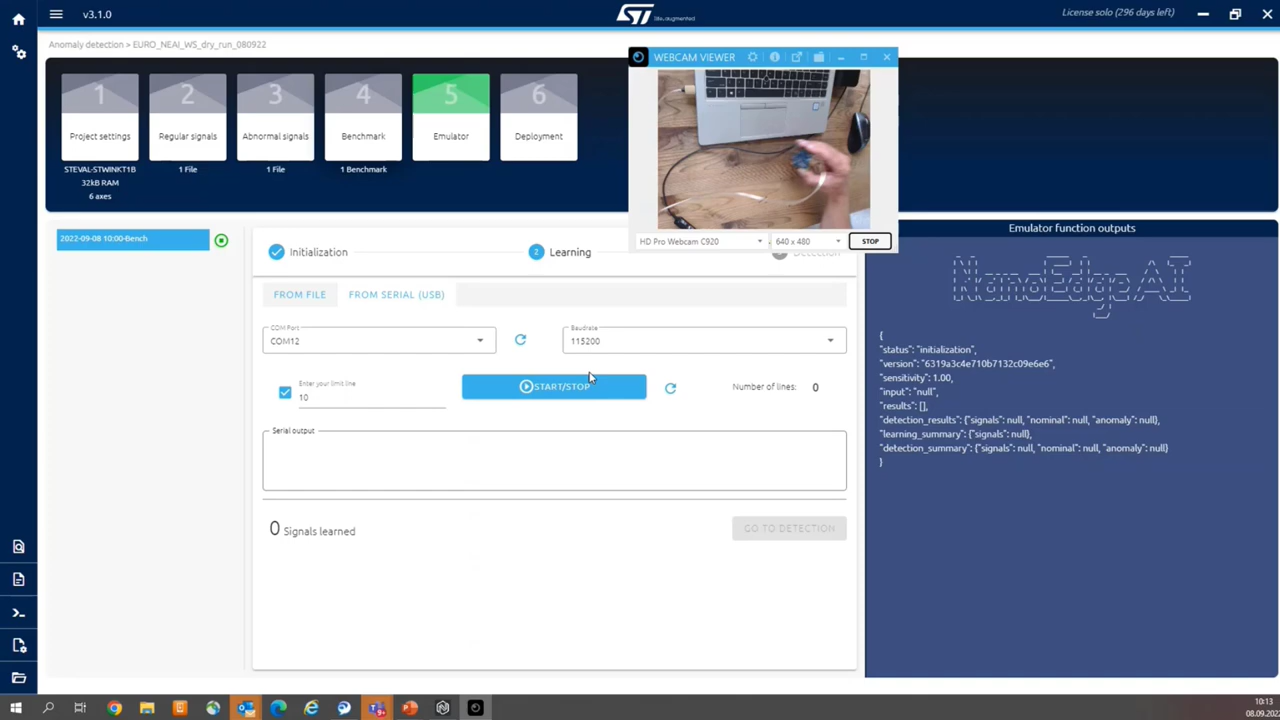 v3.1.0
ST life.augmented
License solo (296 days left)
Anomaly detection > EURO_NEAI_WS_dry_run_080922
WEBCAM VIEWER
1
2
3
4
5
6
Project settings
Regular signals
Abnormal signals
Benchmark
Emulator
Deployment
STEVAL-STWINKT1B
32kB RAM
6 axes
1 File
1 File
1 Benchmark
HD Pro Webcam C920
640 x 480
STOP
2022-09-08 10:00-Bench
Initialization
2
Learning
Detection
FROM FILE
FROM SERIAL (USB)
COM Port
COM12
Baudrate
115200
Enter your limit line
10
START/STOP
Number of lines: 0
Serial output
0 Signals learned
GO TO DETECTION
Emulator function outputs
NanoEdge AI
{
"status": "initialization",
"version": "6319a3c4e710b7132c09e6e6",
"sensitivity": 1.00,
"input": "null",
"results": [],
"detection_results": {"signals": null, "nominal": null, "anomaly": null},
"learning_summary": {"signals": null},
"detection_summary": {"signals": null, "nominal": null, "anomaly": null}
}
10:13
08.09.2022